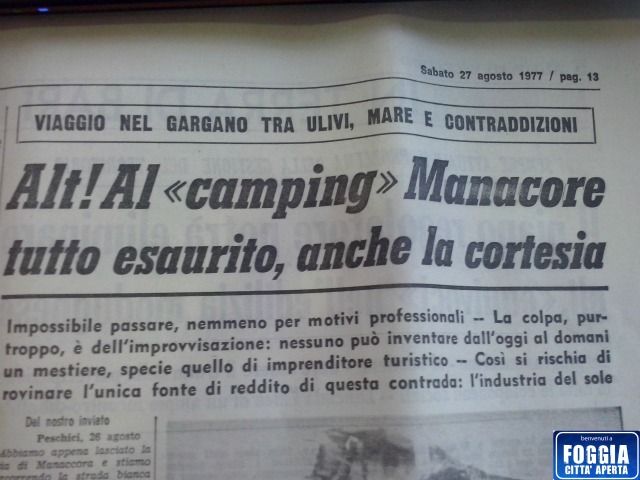 Sabato 27 agosto 1977 / pag. 13
VIAGGIO NEL GARGANO TRA ULIVI, MARE E CONTRADDIZIONI
Alt! Al «camping» Manacore
tutto esaurito, anche la cortesia
Impossibile passare, nemmeno per motivi professionali — La colpa, pur-
troppo, è dell'improvvisazione: nessuno può inventare dall'oggi al domani
un mestiere, specie quello di imprenditore turistico — Così si rischia di
rovinare l'unica fonte di reddito di questa contrada: l'industria del sole
Del nostro inviato
Peschici, 26 agosto
Abbiamo appena lasciato la
di Manaccora e stiamo
la strada bianca
benvenuti a
FOGGIA
CITTA' APERTA